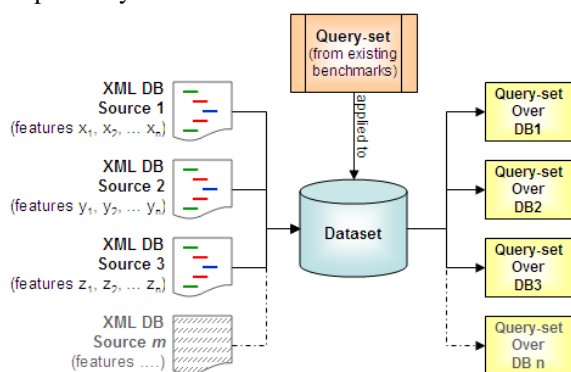 Query-set
(from existing
benchmarks)
applied to
XML DB
Source 1
(features x1, x2, ... xn)
XML DB
Source 2
(features y1, y2, ... yn)
XML DB
Source 3
(features z1, z2, ... zn)
XML DB
Source m
(features ....)
Dataset
Query-set
Over
DB1
Query-set
Over
DB2
Query-set
Over
DB3
Query-set
Over
DB n